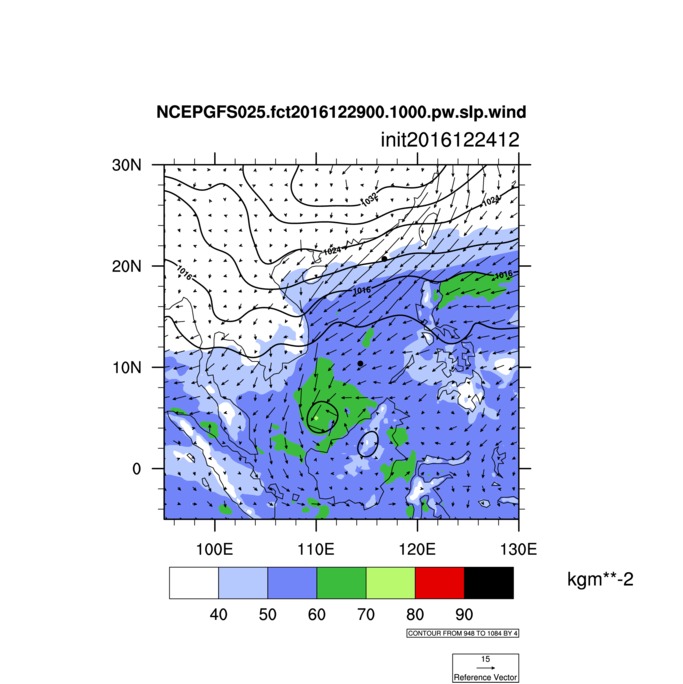 NCEPGFS025.fct2016122900.1000.pw.slp.wind
init2016122412
30N
1032
1024
1024
20N
1016
1016
1016
10N
0
100E 110E 120E 130E
kgm**-2
40 50 60 70 80 90
CONTOUR FROM 948 TO 1084 BY 4
15
Reference Vector